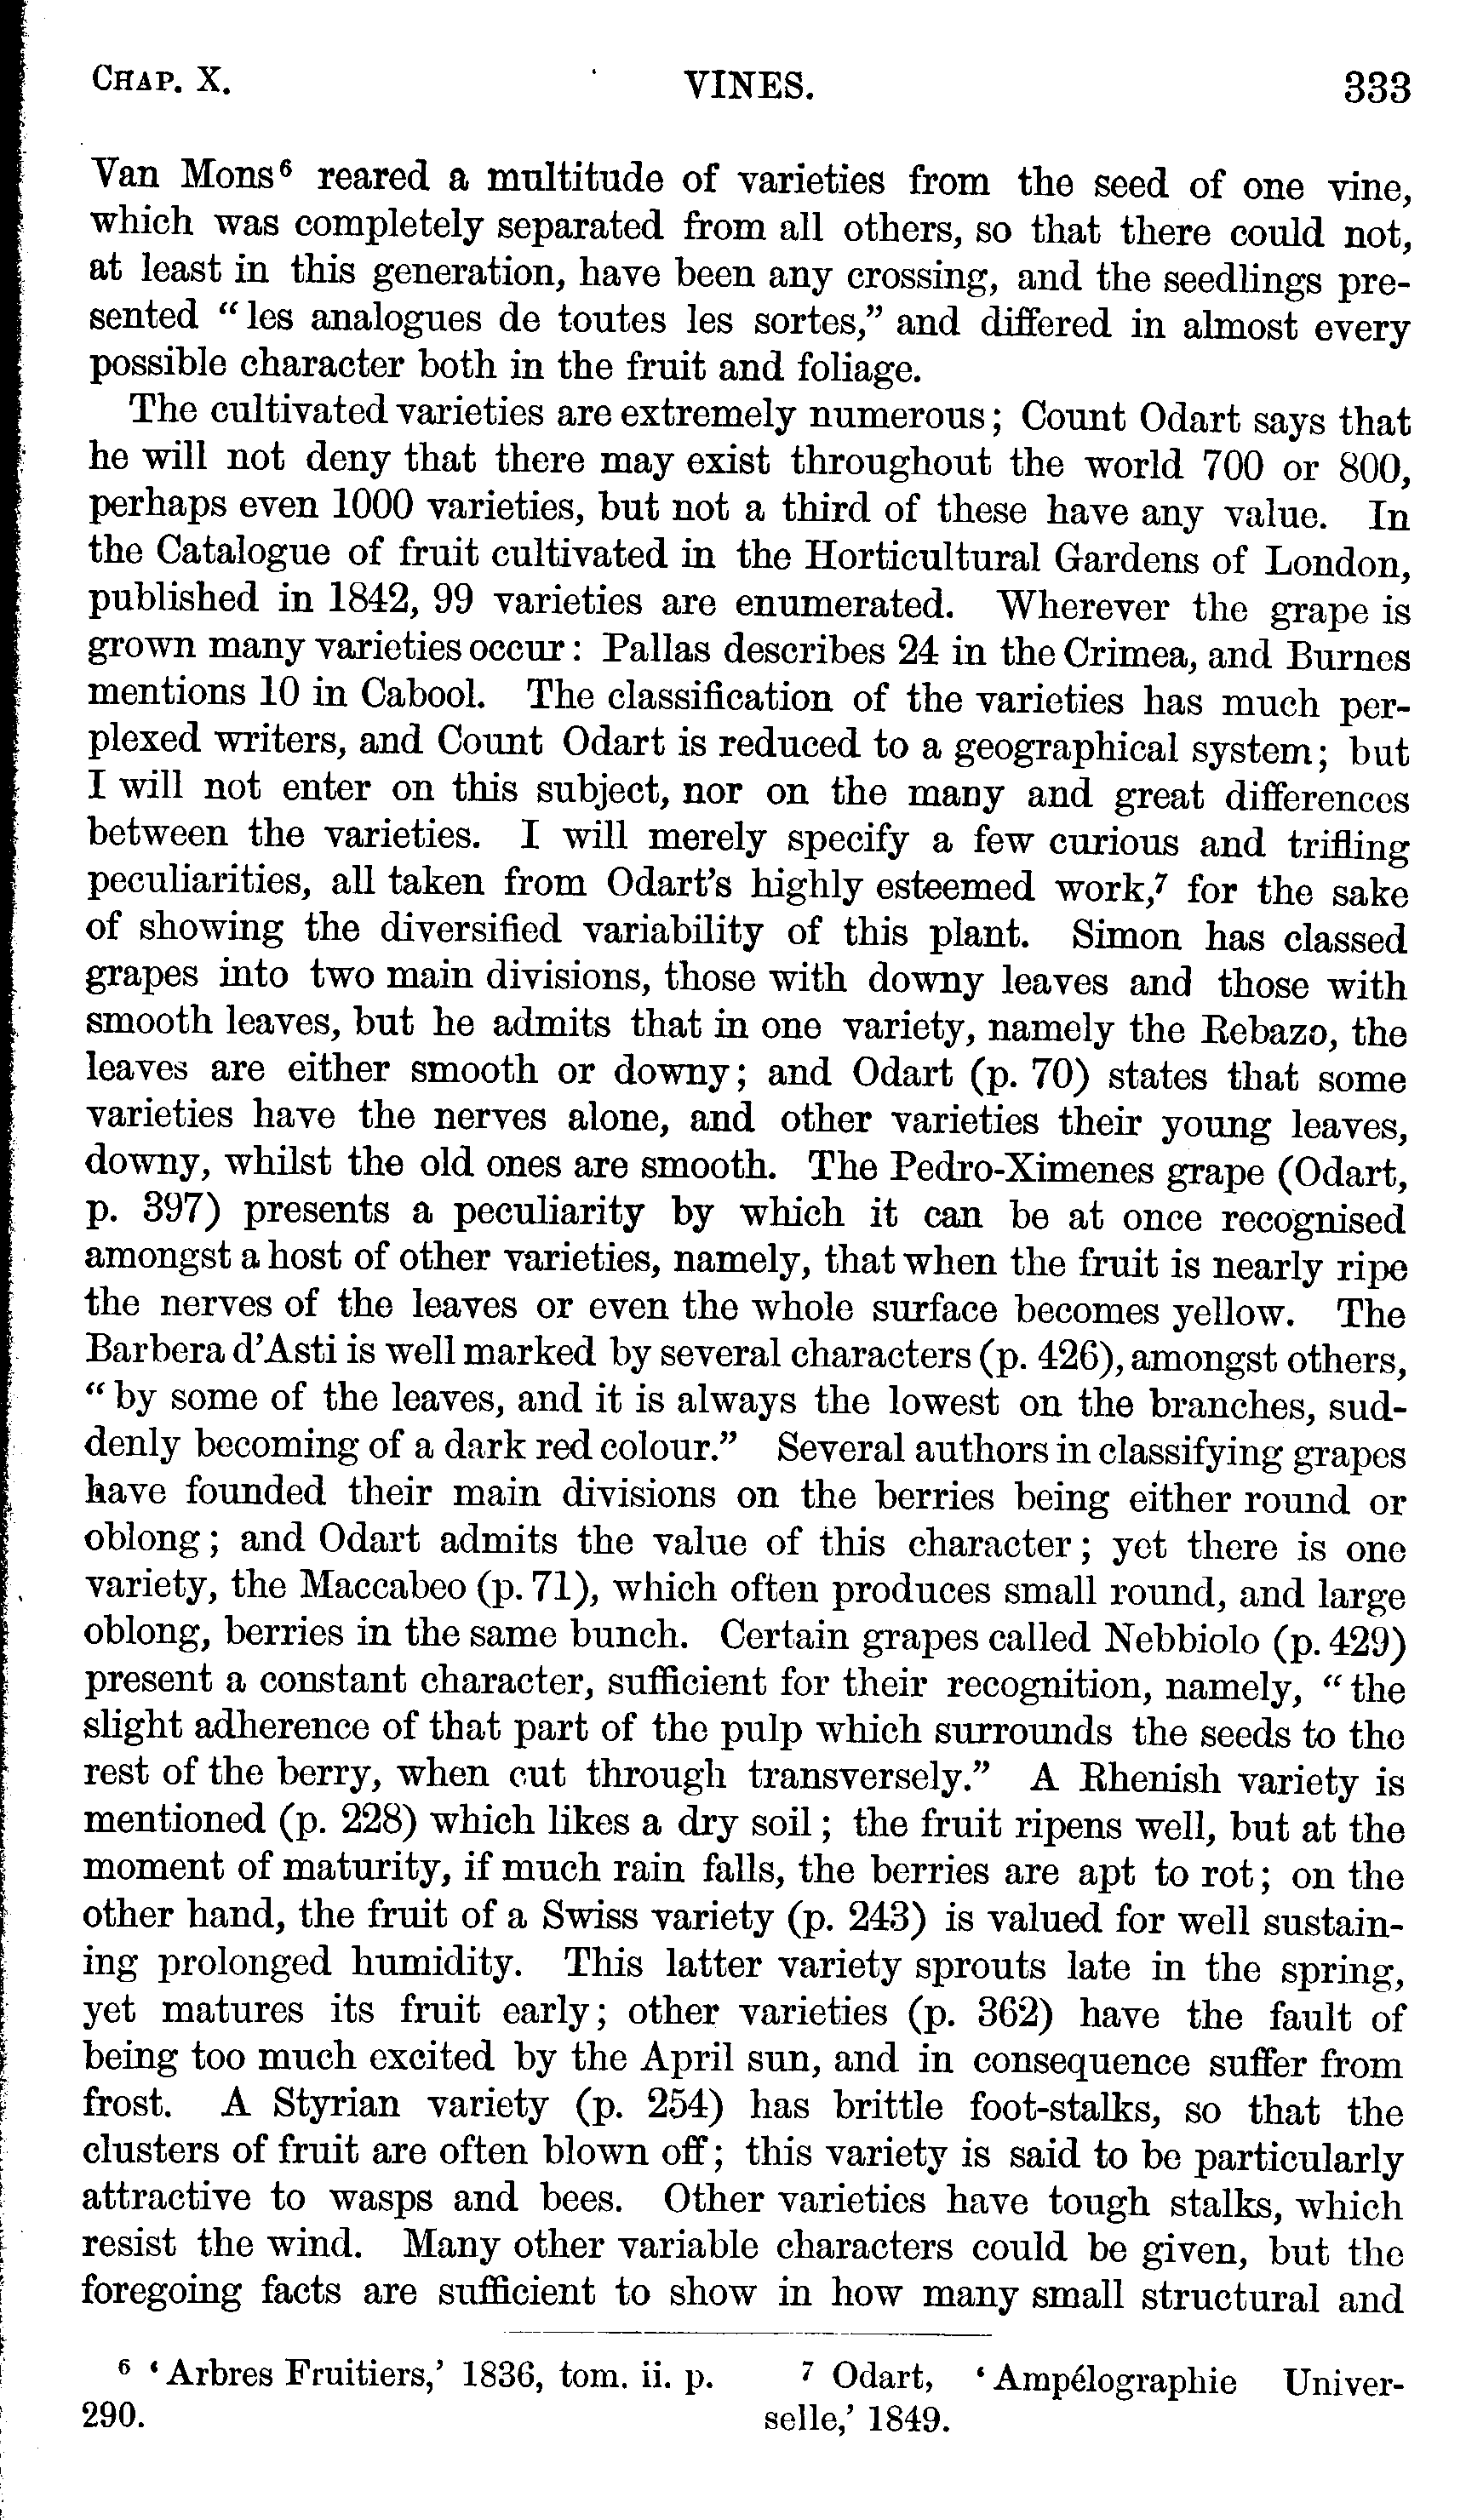 CHAP. X. VINES. 333
Van Mons⁶ reared a multitude of varieties from the seed of one vine,
which was completely separated from all others, so that there could not,
at least in this generation, have been any crossing, and the seedlings pre-
sented "les analogues de toutes les sortes," and differed in almost every
possible character both in the fruit and foliage.
The cultivated varieties are extremely numerous; Count Odart says that
he will not deny that there may exist throughout the world 700 or 800,
perhaps even 1000 varieties, but not a third of these have any value. In
the Catalogue of fruit cultivated in the Horticultural Gardens of London,
published in 1842, 99 varieties are enumerated. Wherever the grape is
grown many varieties occur: Pallas describes 24 in the Crimea, and Burnes
mentions 10 in Cabool. The classification of the varieties has much per-
plexed writers, and Count Odart is reduced to a geographical system; but
I will not enter on this subject, nor on the many and great differences
between the varieties. I will merely specify a few curious and trifling
peculiarities, all taken from Odart's highly esteemed work,⁷ for the sake
of showing the diversified variability of this plant. Simon has classed
grapes into two main divisions, those with downy leaves and those with
smooth leaves, but he admits that in one variety, namely the Rebazo, the
leaves are either smooth or downy; and Odart (p. 70) states that some
varieties have the nerves alone, and other varieties their young leaves,
downy, whilst the old ones are smooth. The Pedro-Ximenes grape (Odart,
p. 397) presents a peculiarity by which it can be at once recognised
amongst a host of other varieties, namely, that when the fruit is nearly ripe
the nerves of the leaves or even the whole surface becomes yellow. The
Barbera d'Asti is well marked by several characters (p. 426), amongst others,
"by some of the leaves, and it is always the lowest on the branches, sud-
denly becoming of a dark red colour." Several authors in classifying grapes
have founded their main divisions on the berries being either round or
oblong; and Odart admits the value of this character; yet there is one
variety, the Maccabeo (p. 71), which often produces small round, and large
oblong, berries in the same bunch. Certain grapes called Nebbiolo (p. 429)
present a constant character, sufficient for their recognition, namely, "the
slight adherence of that part of the pulp which surrounds the seeds to the
rest of the berry, when cut through transversely." A Rhenish variety is
mentioned (p. 228) which likes a dry soil; the fruit ripens well, but at the
moment of maturity, if much rain falls, the berries are apt to rot; on the
other hand, the fruit of a Swiss variety (p. 243) is valued for well sustain-
ing prolonged humidity. This latter variety sprouts late in the spring,
yet matures its fruit early; other varieties (p. 362) have the fault of
being too much excited by the April sun, and in consequence suffer from
frost. A Styrian variety (p. 254) has brittle foot-stalks, so that the
clusters of fruit are often blown off; this variety is said to be particularly
attractive to wasps and bees. Other varieties have tough stalks, which
resist the wind. Many other variable characters could be given, but the
foregoing facts are sufficient to show in how many small structural and
⁶ 'Arbres Fruitiers,' 1836, tom. ii. p.
290.
⁷ Odart, 'Ampélographie Univer-
selle,' 1849.